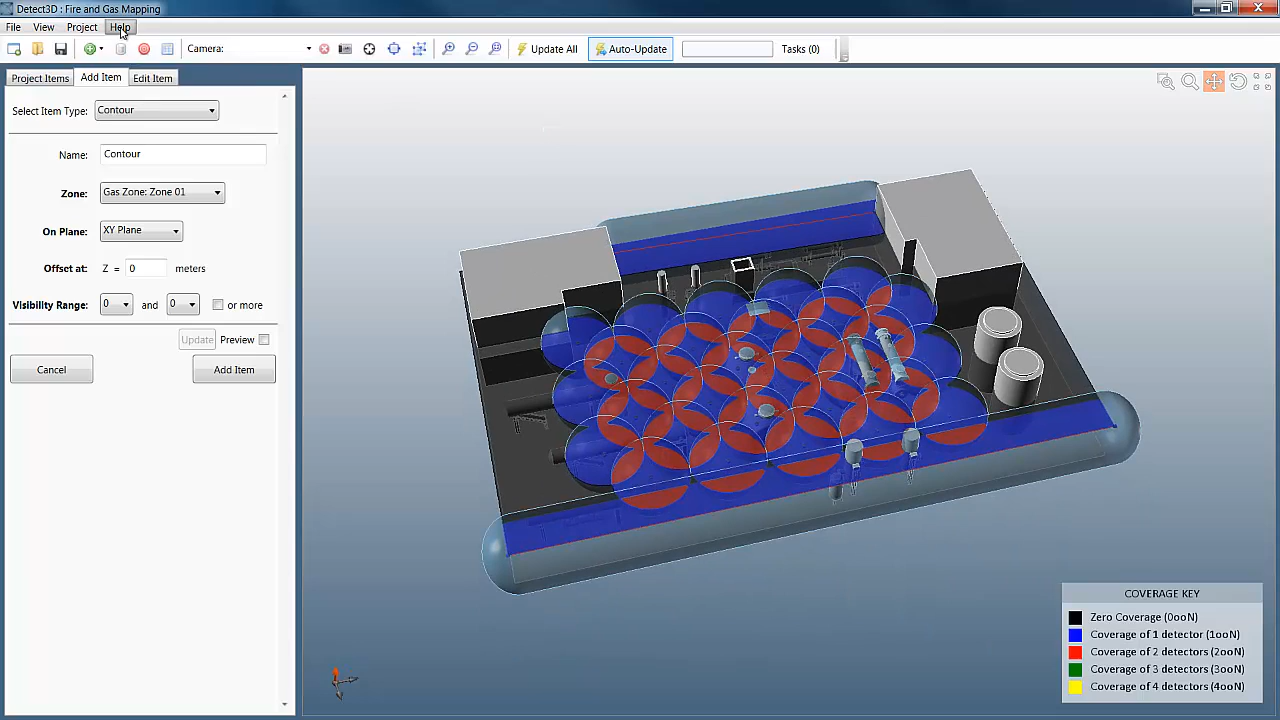 Detect3D : Fire and Gas Mapping
File View Project Help
Camera: Update All Auto-Update Tasks (0)
Project Items Add Item Edit Item
Select Item Type: Contour
Name: Contour
Zone: Gas Zone: Zone 01
On Plane: XY Plane
Offset at: Z = 0 meters
Visibility Range: 0 and 0 or more
Update Preview
Cancel Add Item
COVERAGE KEY
Zero Coverage (0ooN)
Coverage of 1 detector (1ooN)
Coverage of 2 detectors (2ooN)
Coverage of 3 detectors (3ooN)
Coverage of 4 detectors (4ooN)